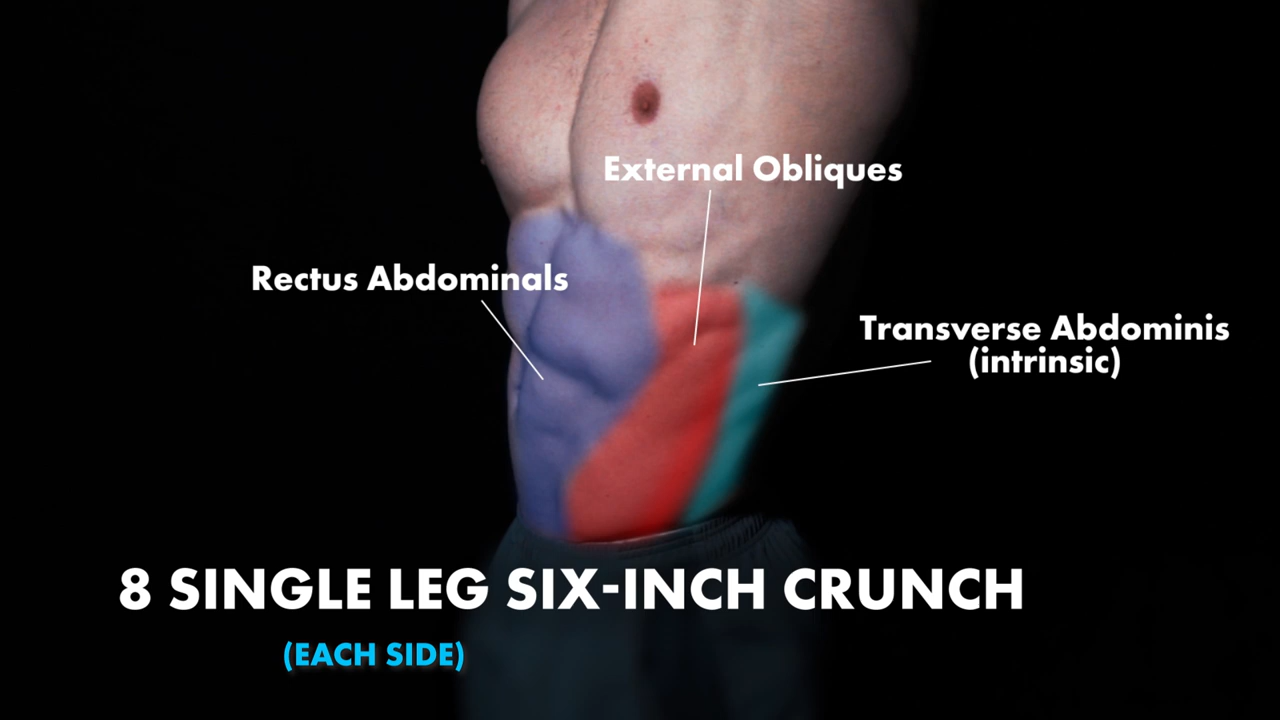 External Obliques
Rectus Abdominals
Transverse Abdominis
(intrinsic)
8 SINGLE LEG SIX-INCH CRUNCH
(EACH SIDE)